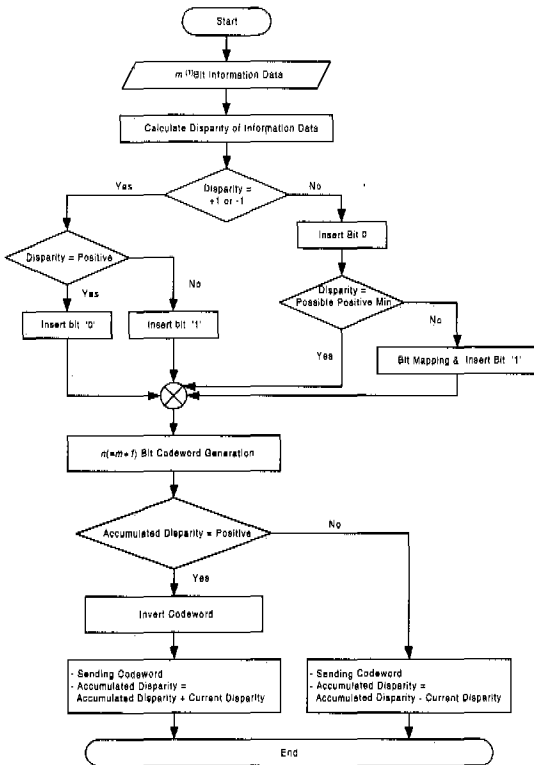 Start
m Bit Information Data
Calculate Disparity of Information Data
Disparity =
+1 or -1
Yes
No
Insert Bit 0
Disparity = Positive
Disparity =
Possible Positive Min
Yes
No
No
Insert bit '0'
Insert bit '1'
Yes
Bit Mapping & Insert Bit '1'
n(=m+1) Bit Codeword Generation
Accumulated Disparity = Positive
No
Yes
Invert Codeword
- Sending Codeword
- Accumulated Disparity =
Accumulated Disparity + Current Disparity
- Sending Codeword
- Accumulated Disparity =
Accumulated Disparity - Current Disparity
End